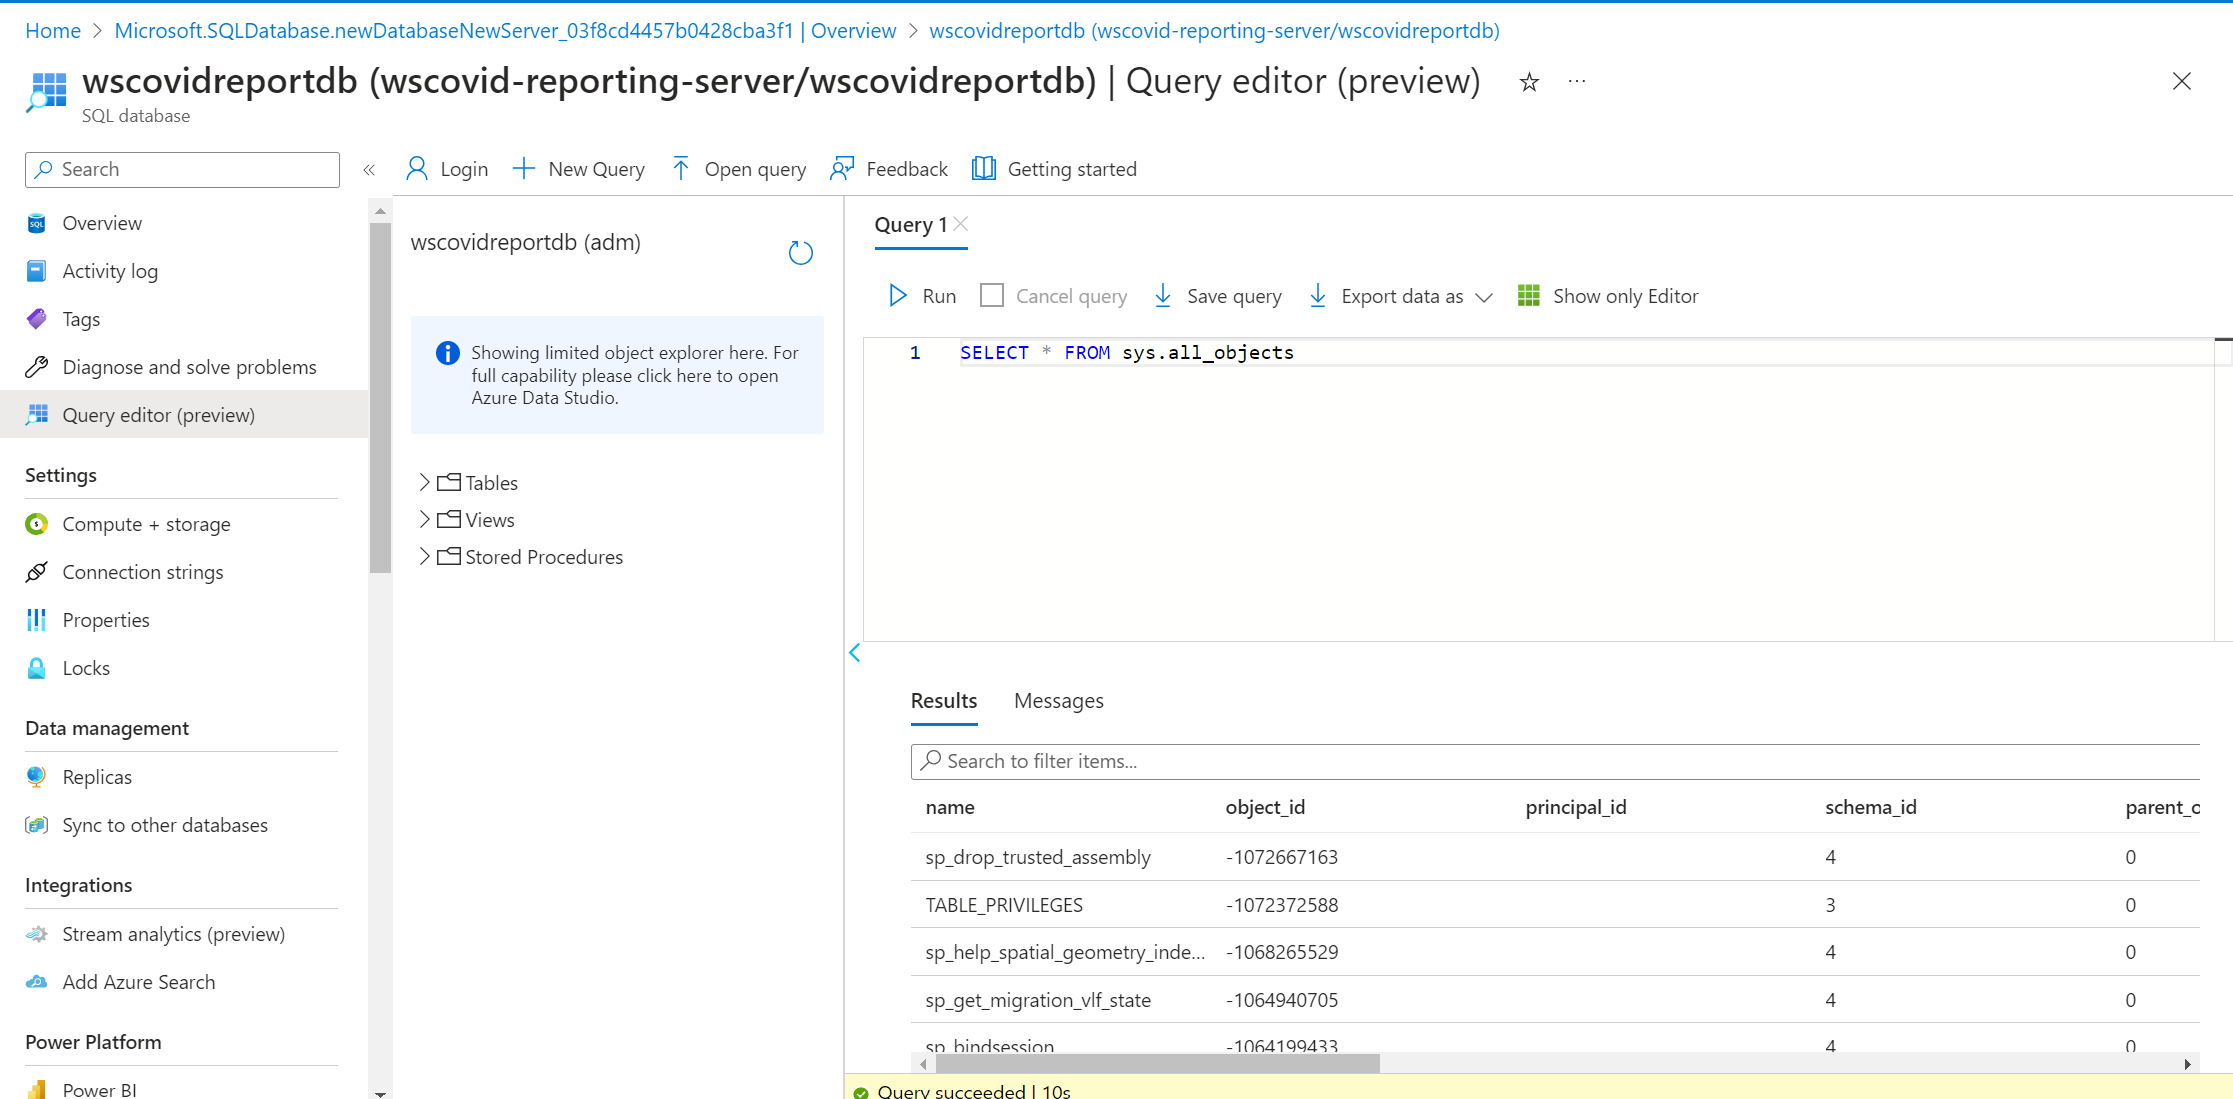 Home > Microsoft.SQLDatabase.newDatabaseNewServer_03f8cd4457b0428cba3f1 | Overview > wscovidreportdb (wscovid-reporting-server/wscovidreportdb)
wscovidreportdb (wscovid-reporting-server/wscovidreportdb) | Query editor (preview)
SQL database
Search
Overview
Activity log
Tags
Diagnose and solve problems
Query editor (preview)
Settings
Compute + storage
Connection strings
Properties
Locks
Data management
Replicas
Sync to other databases
Integrations
Stream analytics (preview)
Add Azure Search
Power Platform
Power BI
Login New Query Open query Feedback Getting started
wscovidreportdb (adm)
Showing limited object explorer here. For
full capability please click here to open
Azure Data Studio.
Tables
Views
Stored Procedures
Query 1
Run Cancel query Save query Export data as Show only Editor
1 SELECT * FROM sys.all_objects
Results Messages
Search to filter items...
name object_id principal_id schema_id parent_o
sp_drop_trusted_assembly -1072667163 4 0
TABLE_PRIVILEGES -1072372588 3 0
sp_help_spatial_geometry_inde... -1068265529 4 0
sp_get_migration_vlf_state -1064940705 4 0
sp_bindsession -1064199433 4 0
Query succeeded | 10s